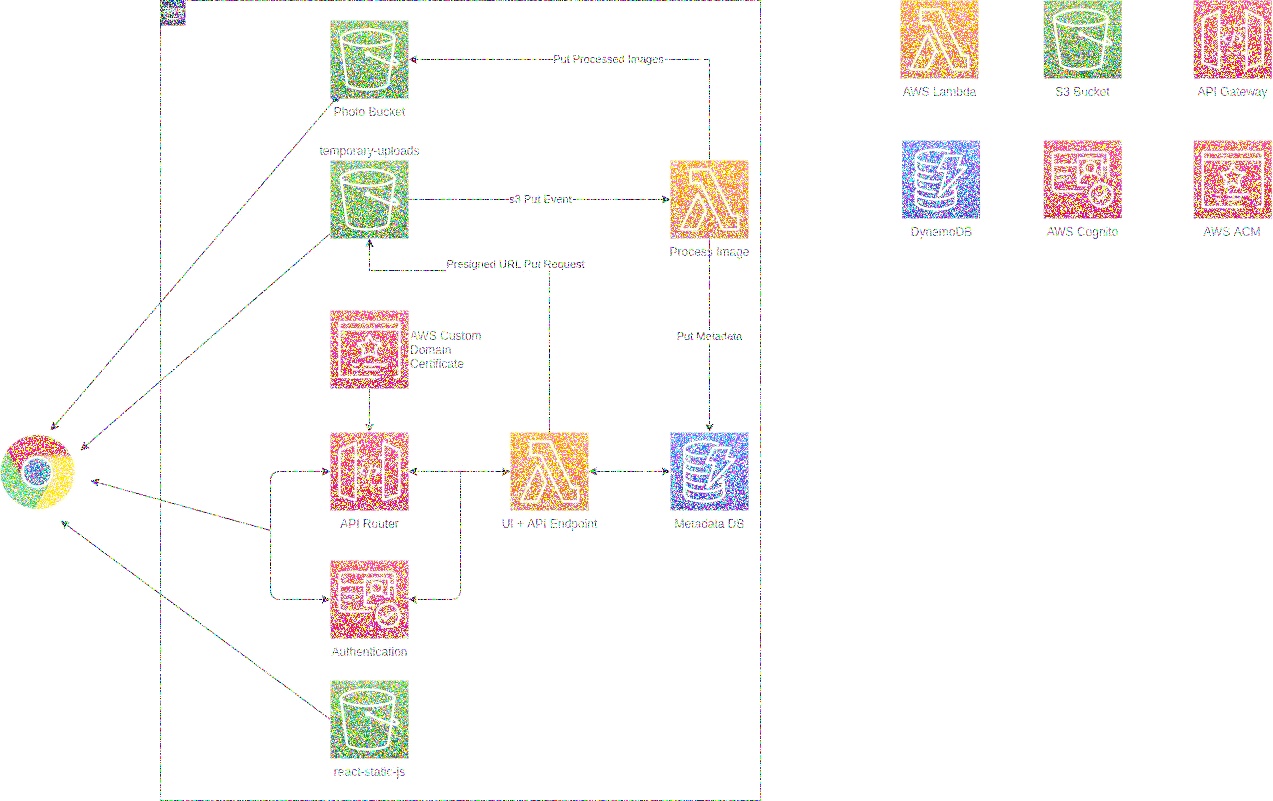 Put Processed Images
Photo Bucket
AWS Lambda
S3 Bucket
API Gateway
temporary-uploads
s3 Put Event
Process Image
DynamoDB
AWS Cognito
AWS ACM
Presigned URL Put Request
AWS Custom
Domain
Certificate
Put Metadata
API Router
UI + API Endpoint
Metadata DS
Authentication
react-static-js